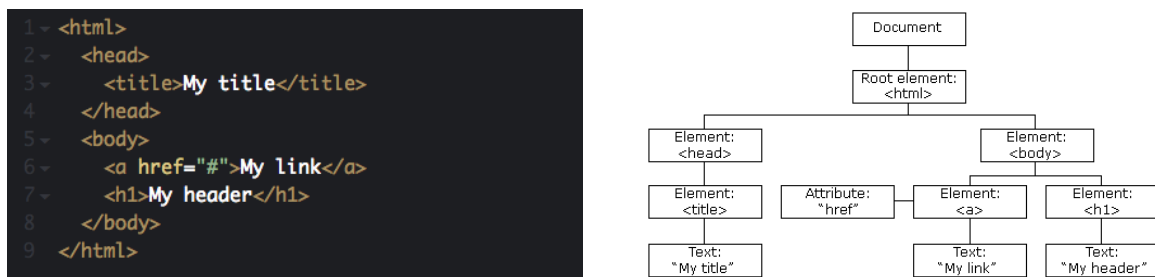 1 <html>
2 <head>
3 <title>My title</title>
4 </head>
5 <body>
6 <a href="#">My link</a>
7 <h1>My header</h1>
8 </body>
9 </html>
Document
Root element:
<html>
Element:
<head>
Element:
<body>
Element:
<title>
Attribute:
“href”
Element:
<a>
Element:
<h1>
Text:
“My title”
Text:
“My link”
Text:
“My header”